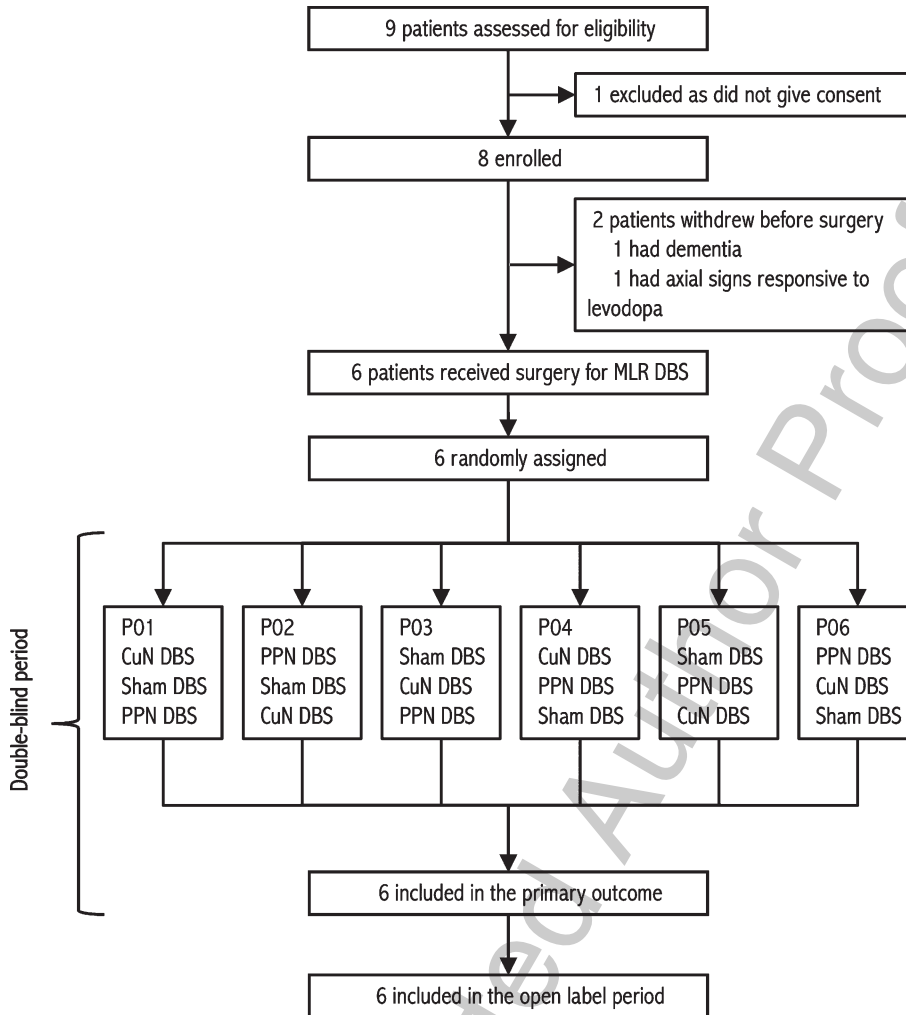 9 patients assessed for eligibility
1 excluded as did not give consent
8 enrolled
2 patients withdrew before surgery
1 had dementia
1 had axial signs responsive to
levodopa
6 patients received surgery for MLR DBS
6 randomly assigned
Double-blind period
P01
CuN DBS
Sham DBS
PPN DBS
P02
PPN DBS
Sham DBS
CuN DBS
P03
Sham DBS
CuN DBS
PPN DBS
P04
CuN DBS
PPN DBS
Sham DBS
P05
Sham DBS
PPN DBS
CuN DBS
P06
PPN DBS
CuN DBS
Sham DBS
6 included in the primary outcome
6 included in the open label period
Author